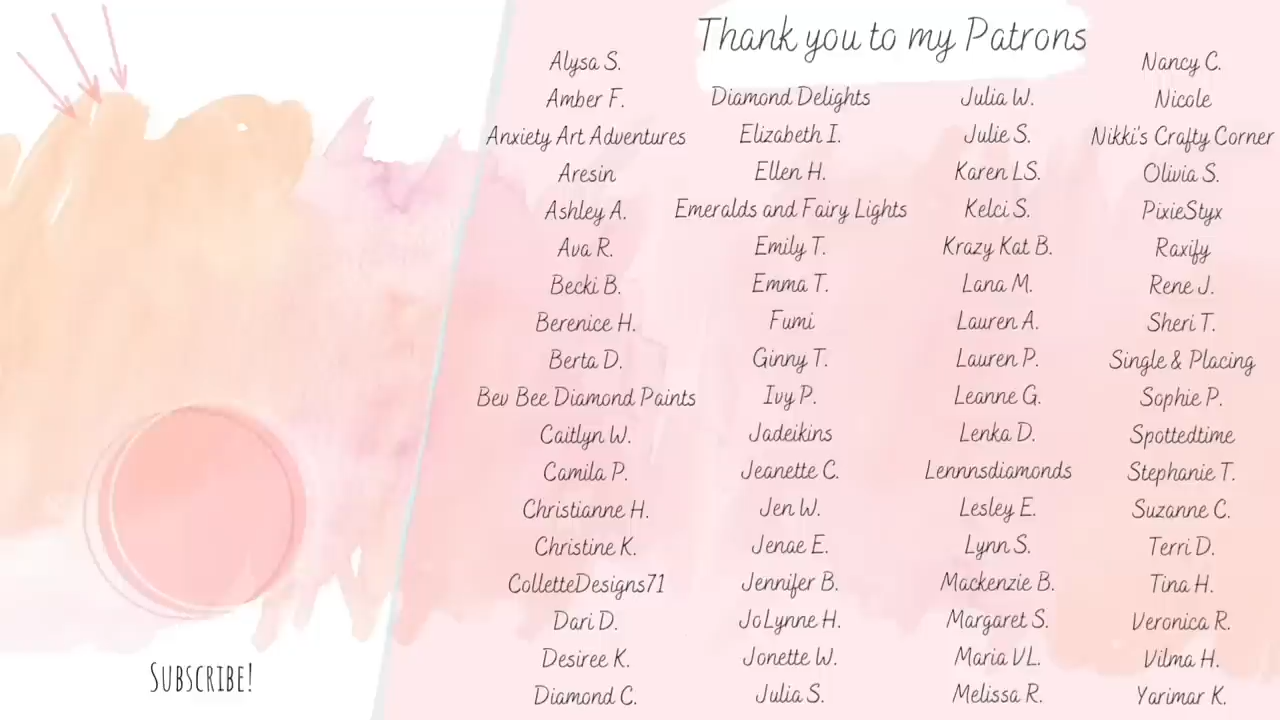 Thank you to my Patrons
Alysa S.
Amber F.
Anxiety Art Adventures
Aresin
Ashley A.
Ava R.
Becki B.
Berenice H.
Berta D.
Bev Bee Diamond Paints
Caitlyn W.
Camila P.
Christianne H.
Christine K.
ColletteDesigns71
Dari D.
Desiree K.
Diamond C.
Diamond Delights
Elizabeth I.
Ellen H.
Emeralds and Fairy Lights
Emily T.
Emma T.
Fumi
Ginny T.
Ivy P.
Jadeikins
Jeanette C.
Jen W.
Jenae E.
Jennifer B.
JoLynne H.
Jonette W.
Julia S.
Julia W.
Julie S.
Karen LS.
Kelci S.
Krazy Kat B.
Lana M.
Lauren A.
Lauren P.
Leanne G.
Lenka D.
Lennnsdiamonds
Lesley E.
Lynn S.
Mackenzie B.
Margaret S.
Maria VL.
Melissa R.
Nancy C.
Nicole
Nikki's Crafty Corner
Olivia S.
PixieStyx
Raxify
Rene J.
Sheri T.
Single & Placing
Sophie P.
Spottedtime
Stephanie T.
Suzanne C.
Terri D.
Tina H.
Veronica R.
Vilma H.
Yarimar K.
SUBSCRIBE!